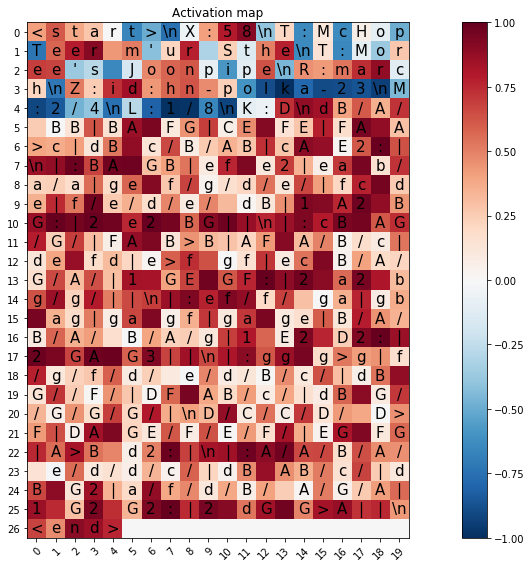 Activation map
0 < s t a r t > \n X : 5 8 \n T : M c H o p
1 T e e r m ' u r S t h e \n T : M o r
2 e e ' s J o o n p i p e \n R : m a r c
3 h \n Z : i d : h n - p o l k a - 2 3 \n M
4 : 2 / 4 \n L : 1 / 8 \n K : D \n d B / A /
5 B B | B A F G | C E F E | F A A
6 > c | d B c / B / A B | c A E 2 : |
7 \n | : B A G B | e f e 2 | e a b /
8 a / a | g e f / g / d / e / | f c d
9 e | f e / d / e / d B | 1 A 2 B
10 G : | 2 e 2 B G | | \n | : c B A G
11 / G / | F A B > B | A F A / B / c |
12 d e f d | e > f g f | e c B / A /
13 G / A / | 1 G E G F : | 2 a 2 b
14 g / g / | | \n | : e f / f / g a | g b
15 a g | g a g f | g a g e | B / A /
16 B / A / B / A / g | 1 E 2 D 2 : |
17 2 G A G 3 | | \n | : g g g > g | f
18 / g / f / d / e / d / B / c / | d B
19 G / / F / | D F A B / c / | d B G /
20 / G / G / G / | \n D / C / C / D / D >
21 F | D A G E / F / E / F / | E G F G
22 | A > B d 2 : | \n | : A / A / B / A /
23 e / d / d / c / | d B A B / c / | d
24 B G 2 | a / f / d / B / A / G / A |
25 1 G 2 G 2 : | 2 d G G > A | | \n
26 < e n d >
0 1 2 3 4 5 6 7 8 9 10 11 12 13 14 15 16 17 18 19
1.00
0.75
0.50
0.25
0.00
−0.25
−0.50
−0.75
−1.00